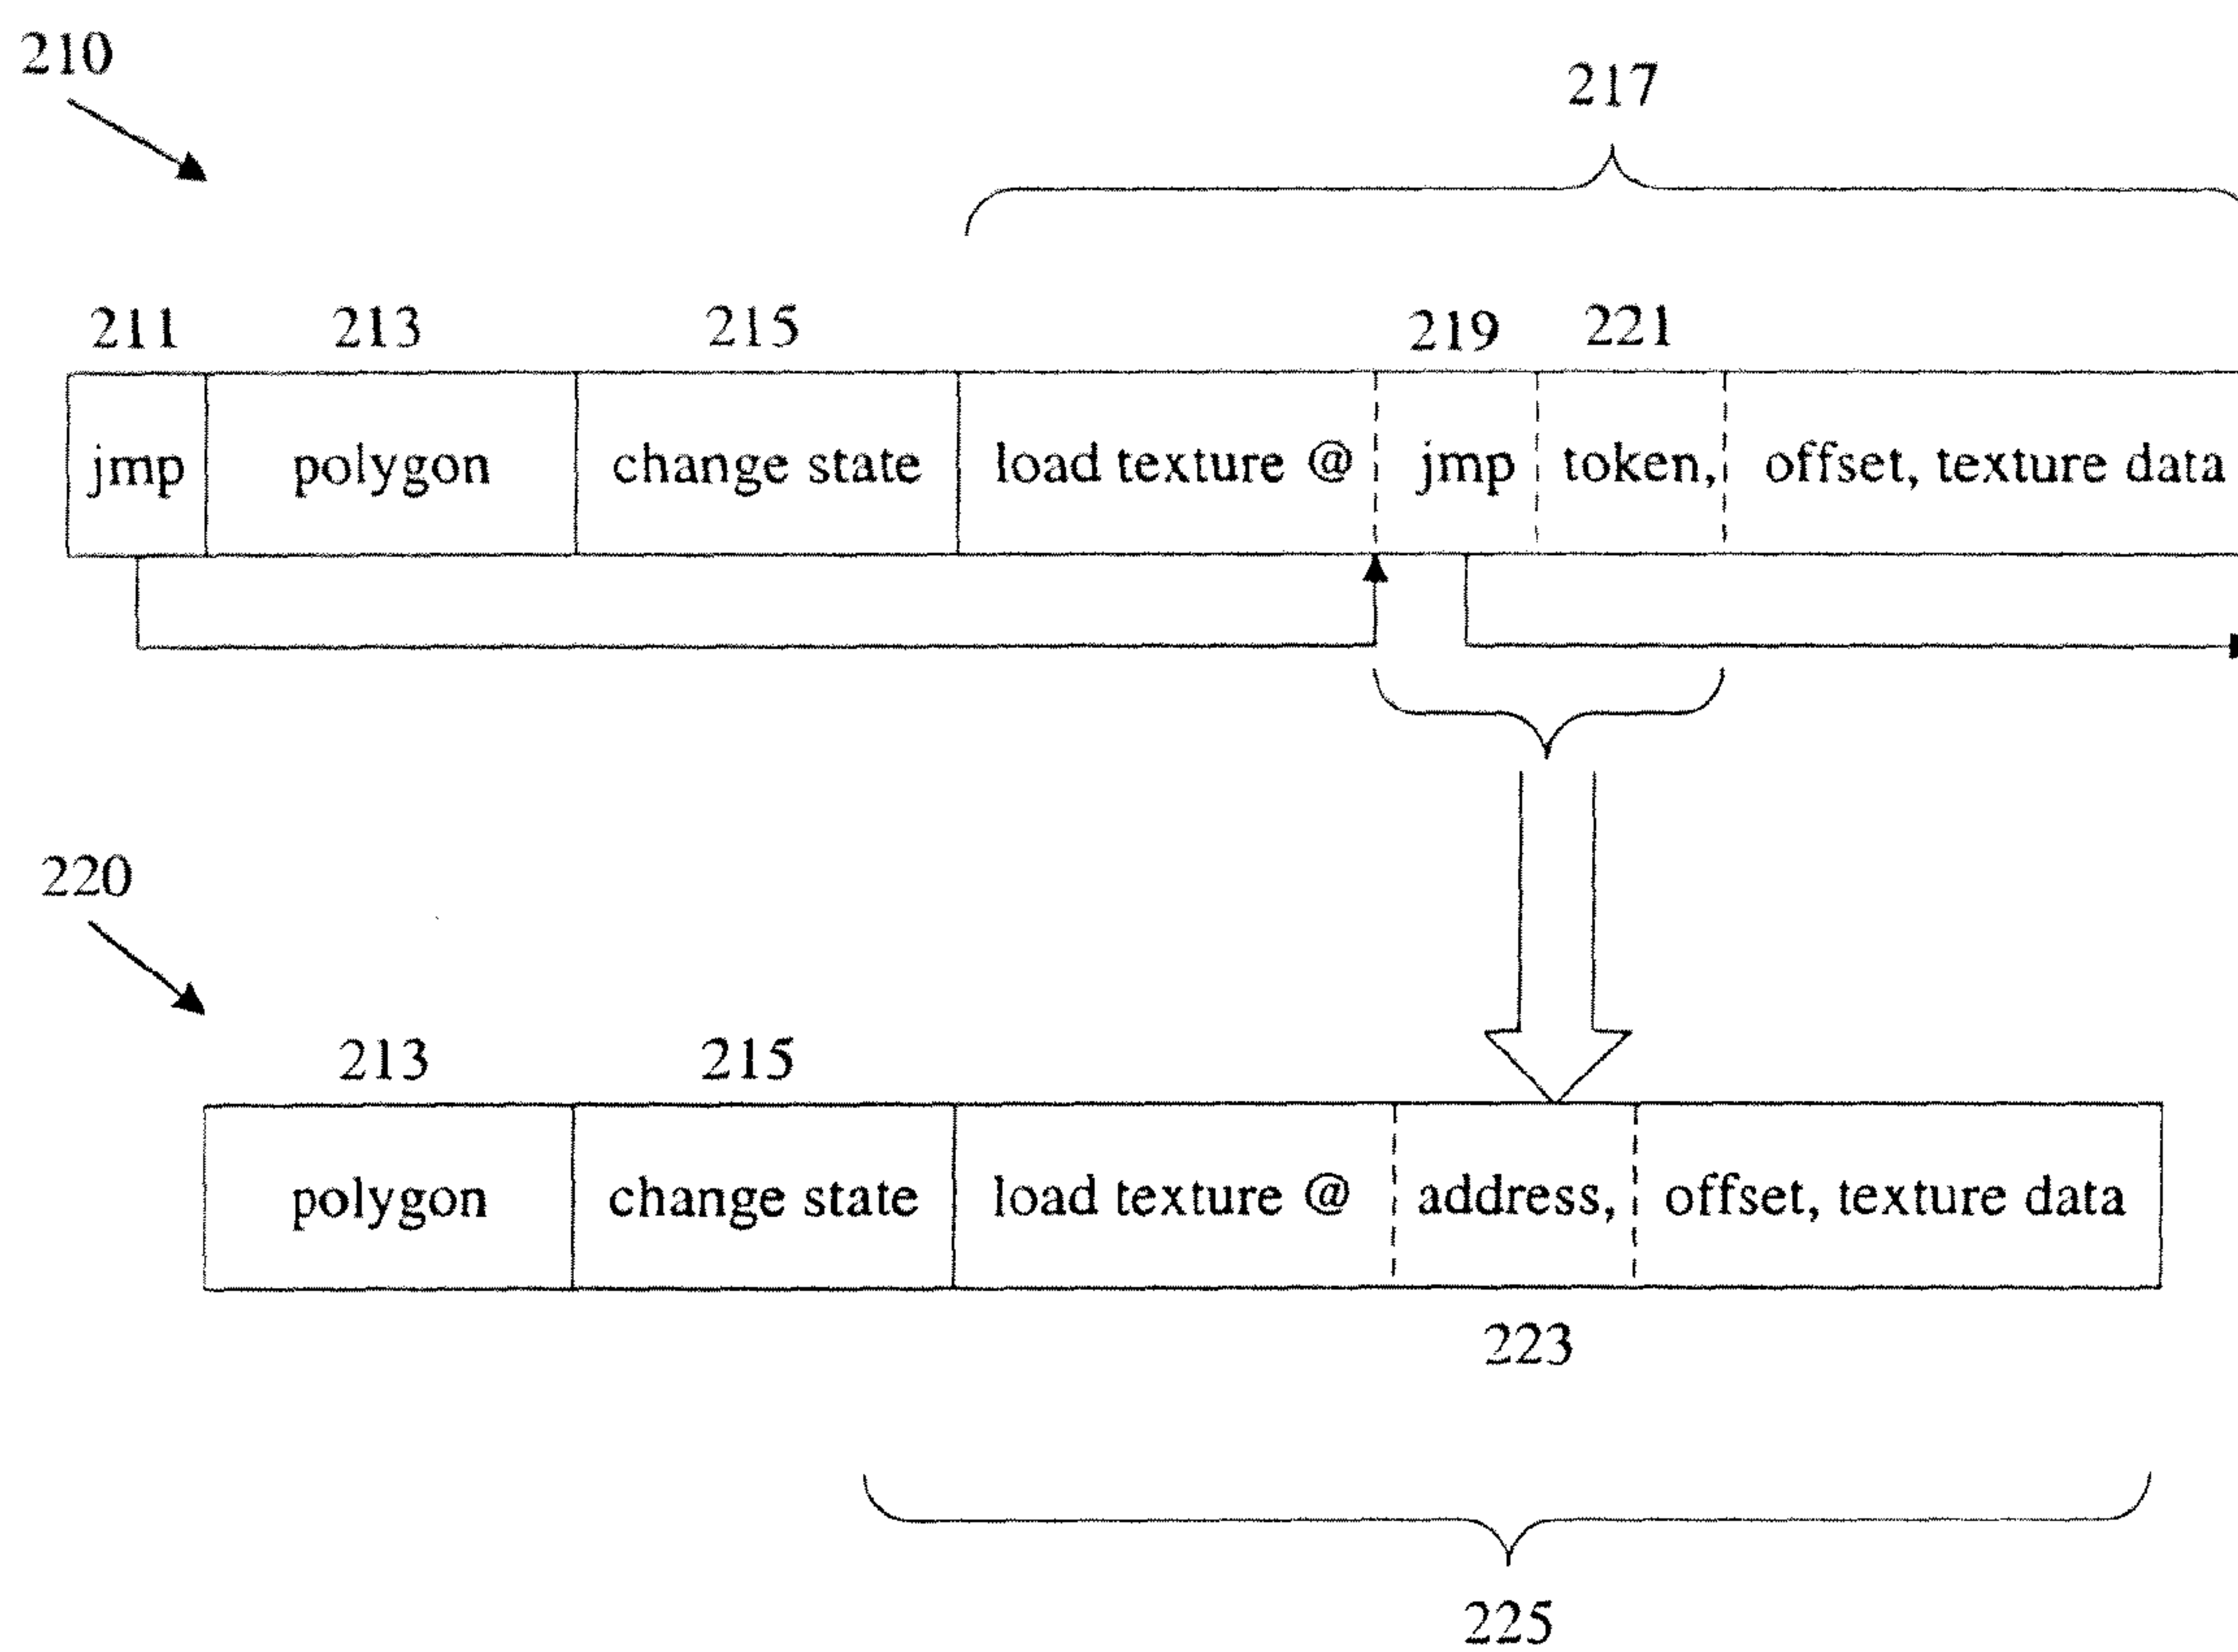 210
217
211 213 215 219 221
jmp polygon change state load texture @ jmp token, offset, texture data
220
213 215
polygon change state load texture @ address, offset, texture data
223
225